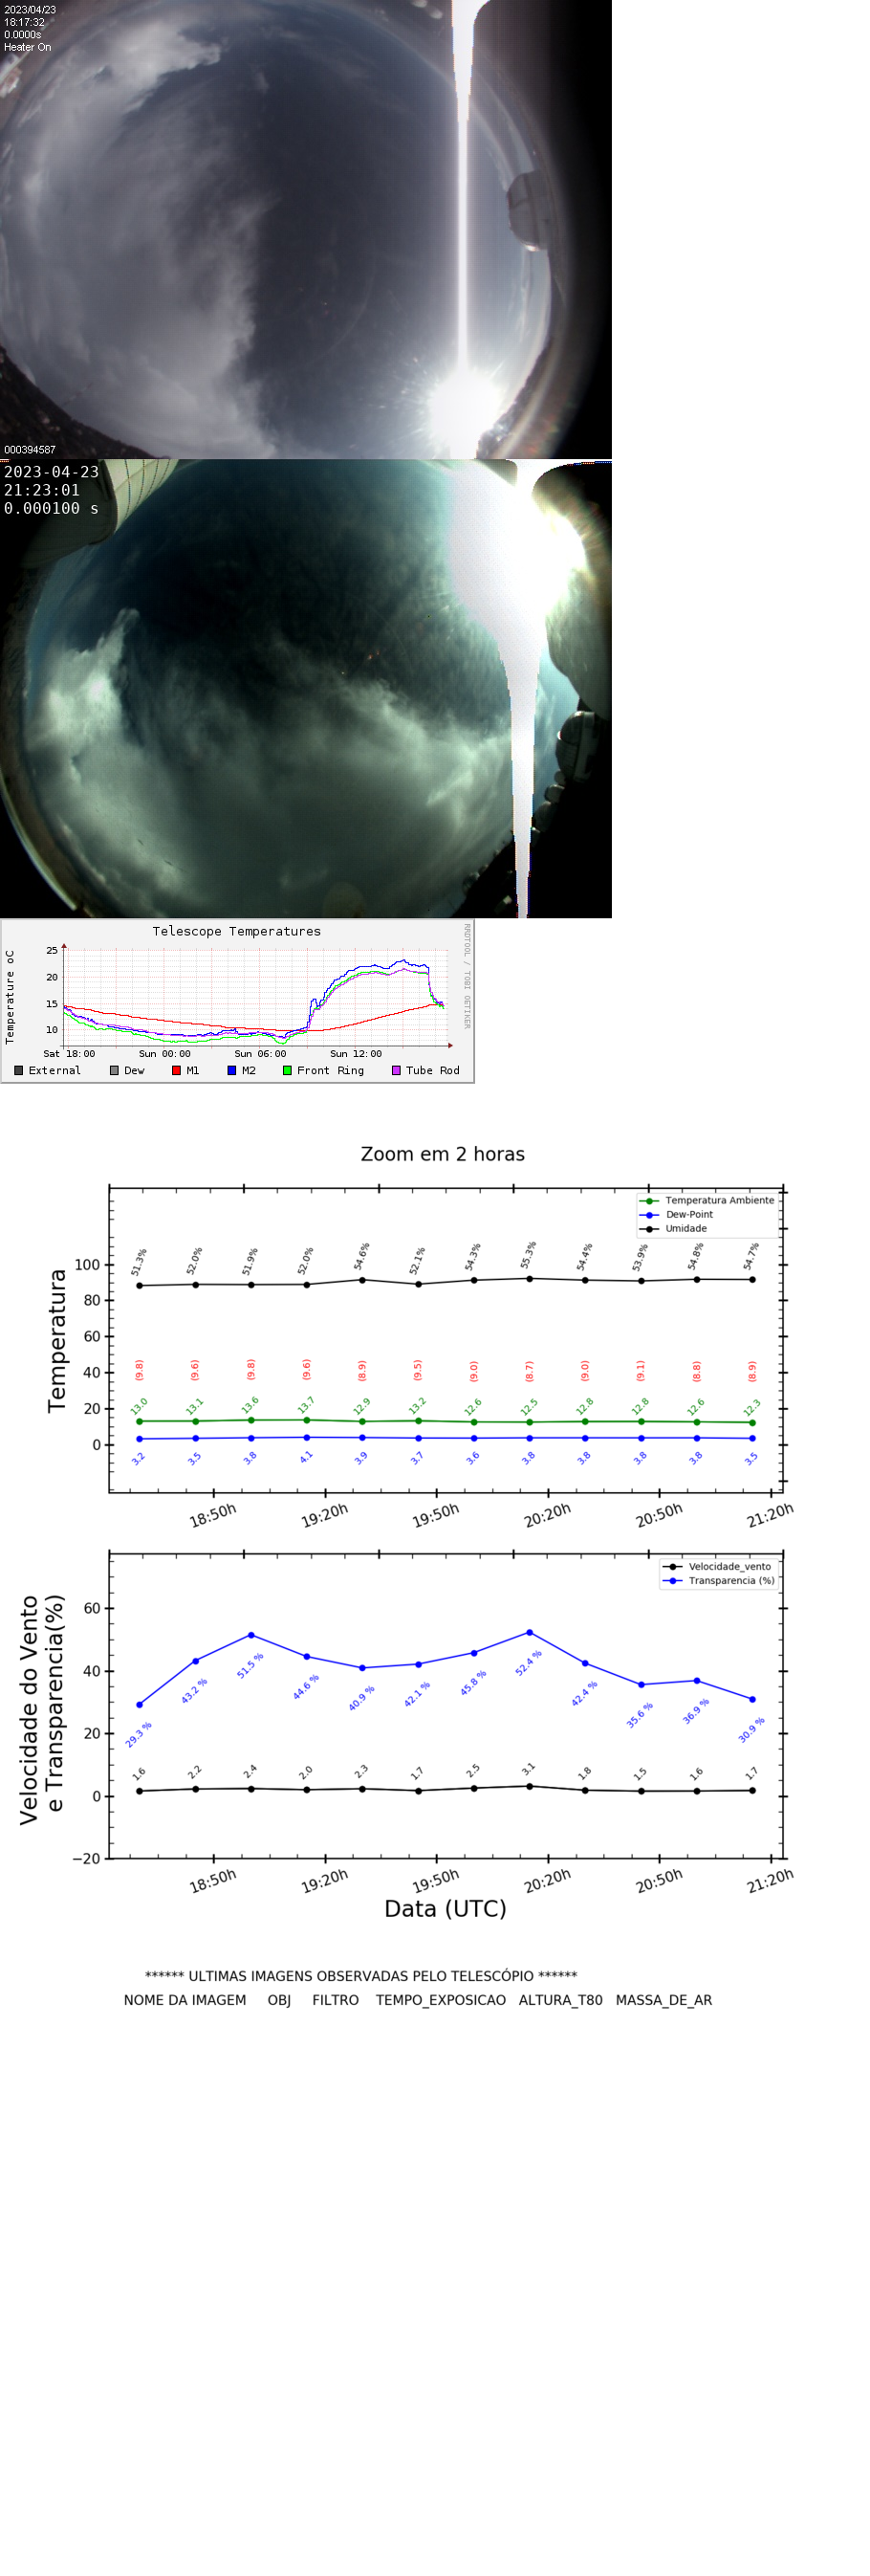 2023/04/23
18:17:32
0.0000s
Heater On
000394587
2023-04-23
21:23:01
0.000100 s
Telescope Temperatures
Temperature oC
RRDTOOL / TOBI OETIKER
25
20
15
10
Sat 18:00 Sun 00:00 Sun 06:00 Sun 12:00
External Dew M1 M2 Front Ring Tube Rod
Zoom em 2 horas
Temperatura
Temperatura Ambiente
Dew-Point
Umidade
100
80
60
40
20
0
51.3% 52.0% 51.9% 52.0% 54.6% 52.1% 54.3% 55.3% 54.4% 53.9% 54.8% 54.7%
(9.8) (9.6) (9.8) (9.6) (8.9) (9.5) (9.0) (8.7) (9.0) (9.1) (8.8) (8.9)
13.0 13.1 13.6 13.7 12.9 13.2 12.6 12.5 12.8 12.8 12.6 12.3
3.2 3.5 3.8 4.1 3.9 3.7 3.6 3.8 3.8 3.8 3.8 3.5
18:50h 19:20h 19:50h 20:20h 20:50h 21:20h
Velocidade do Vento
e Transparencia(%)
Velocidade_vento
Transparencia (%)
60
40
20
0
−20
29.3 % 43.2 % 51.5 % 44.6 % 40.9 % 42.1 % 45.8 % 52.4 % 42.4 % 35.6 % 36.9 % 30.9 %
1.6 2.2 2.4 2.0 2.3 1.7 2.5 3.1 1.8 1.5 1.6 1.7
18:50h 19:20h 19:50h 20:20h 20:50h 21:20h
Data (UTC)
****** ULTIMAS IMAGENS OBSERVADAS PELO TELESCÓPIO ******
NOME DA IMAGEM OBJ FILTRO TEMPO_EXPOSICAO ALTURA_T80 MASSA_DE_AR